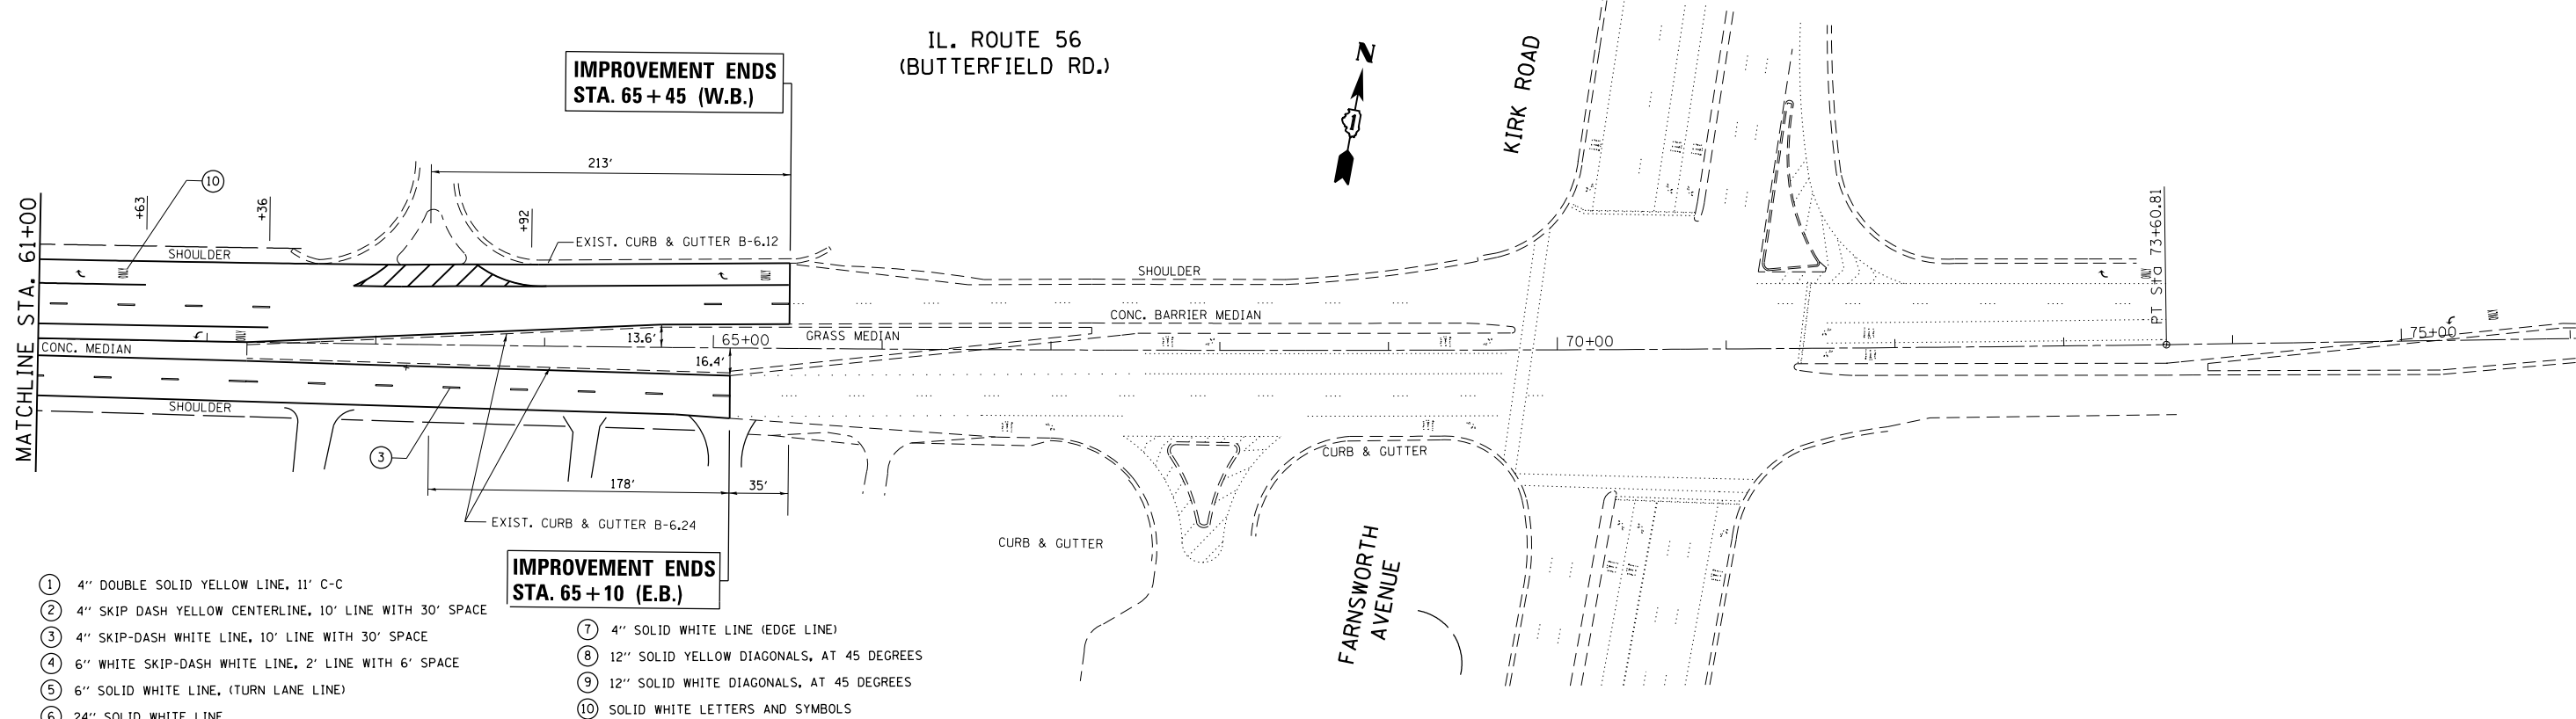 IL. ROUTE 56
(BUTTERFIELD RD.)
IMPROVEMENT ENDS
STA. 65+45 (W.B.)
N
1
KIRK ROAD
213'
10
MATCHLINE STA. 61+00
+63
+36
+92
EXIST. CURB & GUTTER B-6.12
SHOULDER
ONLY
ONLY
SHOULDER
PT Sta 73+60.81
ONLY
CONC. BARRIER MEDIAN
GRASS MEDIAN
ONLY
CONC. MEDIAN
13.6'
65+00
70+00
75+00
16.4'
SHOULDER
3
178'
35'
CURB & GUTTER
EXIST. CURB & GUTTER B-6.24
CURB & GUTTER
FARNSWORTH
AVENUE
IMPROVEMENT ENDS
STA. 65+10 (E.B.)
1 4'' DOUBLE SOLID YELLOW LINE, 11' C-C
2 4'' SKIP DASH YELLOW CENTERLINE, 10' LINE WITH 30' SPACE
3 4'' SKIP-DASH WHITE LINE, 10' LINE WITH 30' SPACE
4 6'' WHITE SKIP-DASH WHITE LINE, 2' LINE WITH 6' SPACE
5 6'' SOLID WHITE LINE, (TURN LANE LINE)
6 24'' SOLID WHITE LINE
7 4'' SOLID WHITE LINE (EDGE LINE)
8 12'' SOLID YELLOW DIAGONALS, AT 45 DEGREES
9 12'' SOLID WHITE DIAGONALS, AT 45 DEGREES
10 SOLID WHITE LETTERS AND SYMBOLS